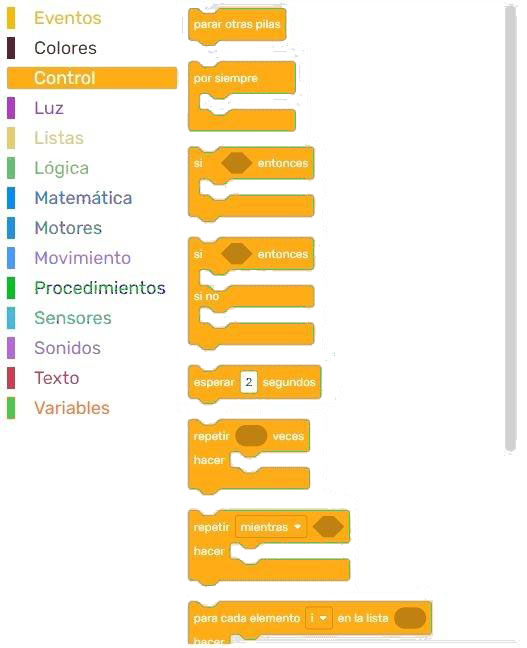 Eventos
Colores
Control
Luz
Listas
Lógica
Matemática
Motores
Movimiento
Procedimientos
Sensores
Sonidos
Texto
Variables
parar otras pilas
por siempre
si entonces
si entonces
si no
esperar 2 segundos
repetir veces
hacer
repetir mientras
hacer
para cada elemento i en la lista
hacer